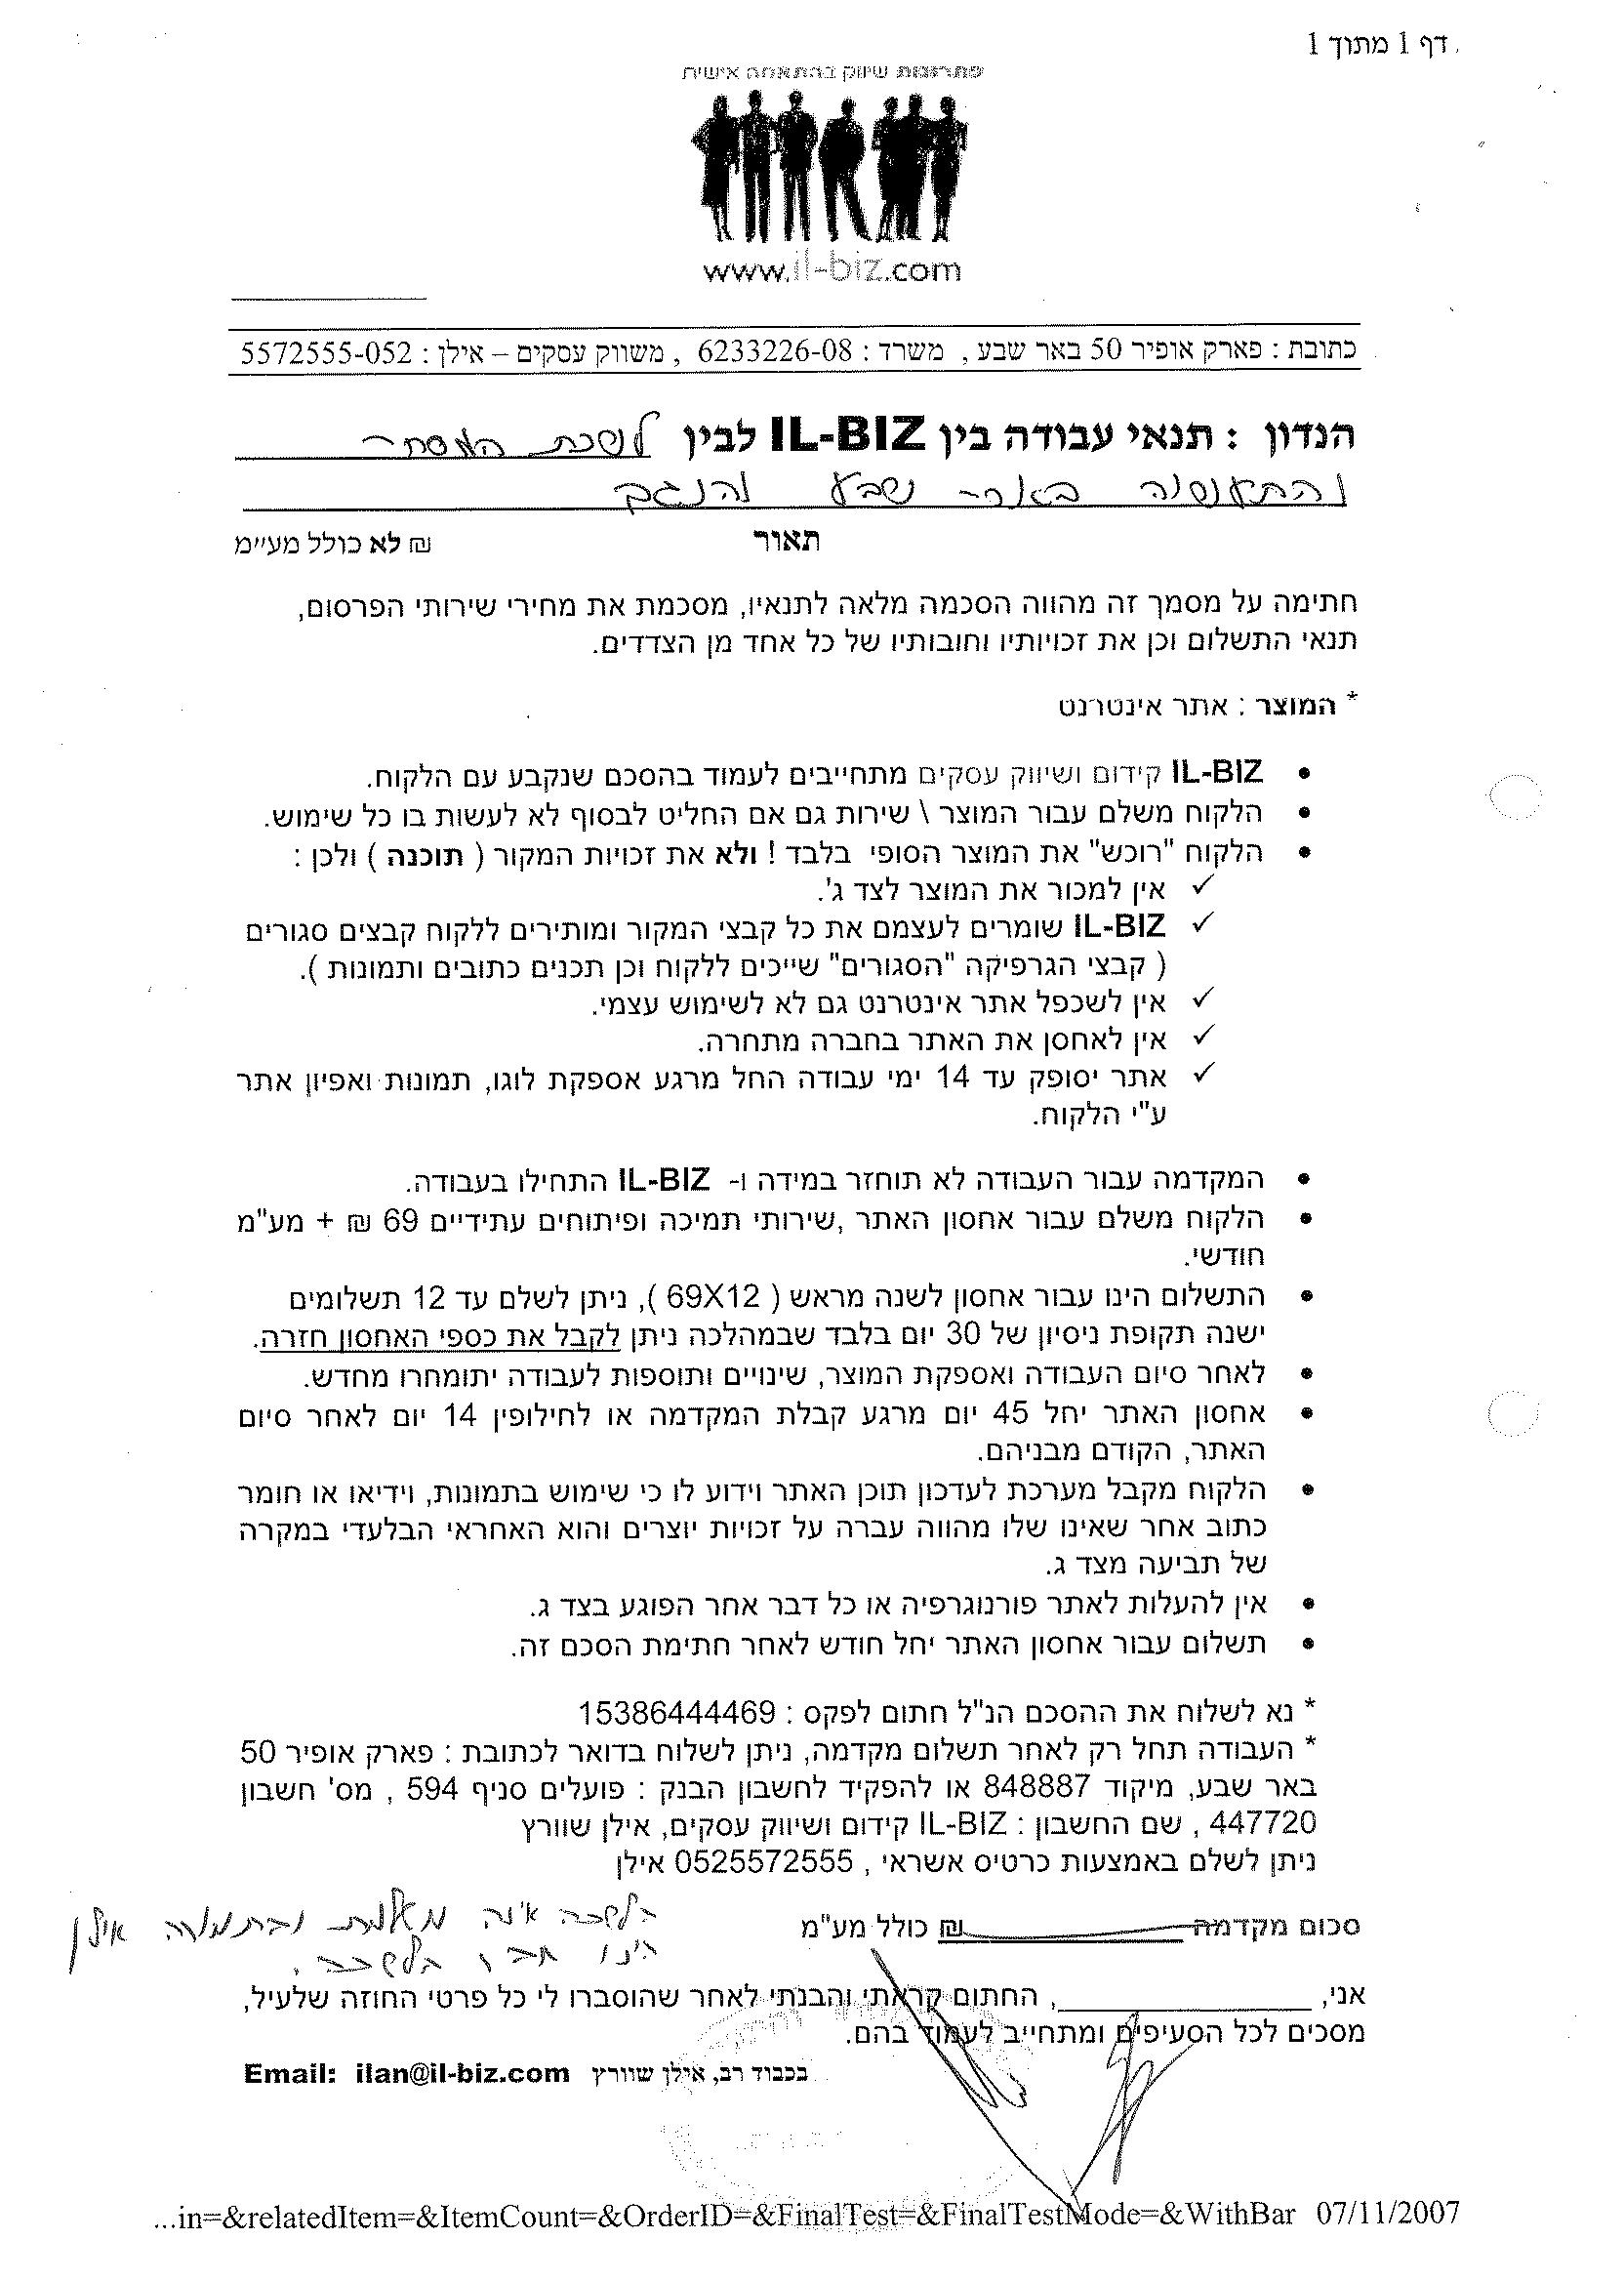 דף 1 מתוך 1
פתרונות שיווק בהתאמה אישית
www.il-biz.com
כתובת : פארק אופיר 50 באר שבע , משרד : 6233226-08 , משווק עסקים – אילן : 5572555-052
הנדון : תנאי עבודה בין IL-BIZ לבין לשכת המסחר
והתעשיה באר שבע והנגב
תאור ₪ לא כולל מע״מ
חתימה על מסמך זה מהווה הסכמה מלאה לתנאיו, מסכמת את מחירי שירותי הפרסום,
תנאי התשלום וכן את זכויותיו וחובותיו של כל אחד מן הצדדים.
* המוצר : אתר אינטרנט
• IL-BIZ קידום ושיווק עסקים מתחייבים לעמוד בהסכם שנקבע עם הלקוח.
• הלקוח משלם עבור המוצר \ שירות גם אם החליט לבסוף לא לעשות בו כל שימוש.
• הלקוח "רוכש" את המוצר הסופי בלבד ! ולא את זכויות המקור ( תוכנה ) ולכן :
✓ אין למכור את המוצר לצד ג'.
✓ IL-BIZ שומרים לעצמם את כל קבצי המקור ומותירים ללקוח קבצים סגורים
( קבצי הגרפיקה "הסגורים" שייכים ללקוח וכן תכנים כתובים ותמונות ).
✓ אין לשכפל אתר אינטרנט גם לא לשימוש עצמי.
✓ אין לאחסן את האתר בחברה מתחרה.
✓ אתר יסופק עד 14 ימי עבודה החל מרגע אספקת לוגו, תמונות ואפיון אתר
ע"י הלקוח.
• המקדמה עבור העבודה לא תוחזר במידה ו- IL-BIZ התחילו בעבודה.
• הלקוח משלם עבור אחסון האתר ,שירותי תמיכה ופיתוחים עתידיים 69 ₪ + מע"מ
חודשי.
• התשלום הינו עבור אחסון לשנה מראש ( 69X12 ), ניתן לשלם עד 12 תשלומים
ישנה תקופת ניסיון של 30 יום בלבד שבמהלכה ניתן לקבל את כספי האחסון חזרה.
• לאחר סיום העבודה ואספקת המוצר, שינויים ותוספות לעבודה יתומחרו מחדש.
• אחסון האתר יחל 45 יום מרגע קבלת המקדמה או לחילופין 14 יום לאחר סיום
האתר, הקודם מבניהם.
• הלקוח מקבל מערכת לעדכון תוכן האתר וידוע לו כי שימוש בתמונות, וידיאו או חומר
כתוב אחר שאינו שלו מהווה עברה על זכויות יוצרים והוא האחראי הבלעדי במקרה
של תביעה מצד ג.
• אין להעלות לאתר פורנוגרפיה או כל דבר אחר הפוגע בצד ג.
• תשלום עבור אחסון האתר יחל חודש לאחר חתימת הסכם זה.
* נא לשלוח את ההסכם הנ"ל חתום לפקס : 15386444469
* העבודה תחל רק לאחר תשלום מקדמה, ניתן לשלוח בדואר לכתובת : פארק אופיר 50
באר שבע, מיקוד 848887 או להפקיד לחשבון הבנק : פועלים סניף 594 , מס' חשבון
447720 , שם החשבון : IL-BIZ קידום ושיווק עסקים, אילן שוורץ
ניתן לשלם באמצעות כרטיס אשראי , 0525572555 אילן
סכום מקדמה ₪ כולל מע"מ
הלשכה אינה משלמת ובתמורה אילן
הינו חבר בלשכה.
אני, , החתום קראתי והבנתי לאחר שהוסברו לי כל פרטי החוזה שלעיל,
מסכים לכל הסעיפים ומתחייב לעמוד בהם.
בכבוד רב, אילן שוורץ Email: ilan@il-biz.com
...in=&relatedItem=&ItemCount=&OrderID=&FinalTest=&FinalTestMode=&WithBar 07/11/2007